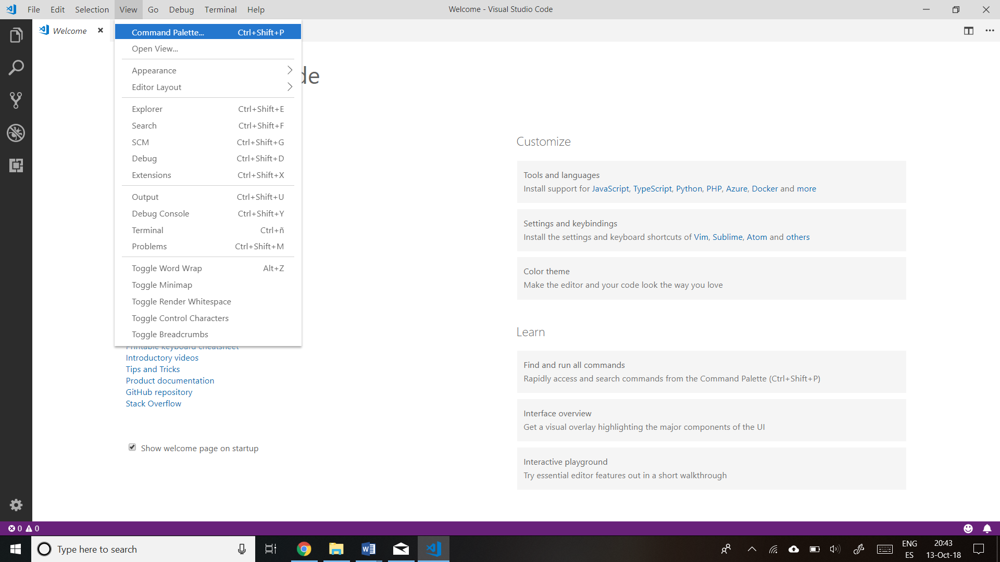 File Edit Selection View Go Debug Terminal Help
Welcome - Visual Studio Code
Welcome
Command Palette... Ctrl+Shift+P
Open View...
Appearance
Editor Layout
Explorer Ctrl+Shift+E
Search Ctrl+Shift+F
SCM Ctrl+Shift+G
Debug Ctrl+Shift+D
Extensions Ctrl+Shift+X
Output Ctrl+Shift+U
Debug Console Ctrl+Shift+Y
Terminal Ctrl+ñ
Problems Ctrl+Shift+M
Toggle Word Wrap Alt+Z
Toggle Minimap
Toggle Render Whitespace
Toggle Control Characters
Toggle Breadcrumbs
de
Printable keyboard cheatsheet
Introductory videos
Tips and Tricks
Product documentation
GitHub repository
Stack Overflow
Show welcome page on startup
Customize
Tools and languages
Install support for JavaScript, TypeScript, Python, PHP, Azure, Docker and more
Settings and keybindings
Install the settings and keyboard shortcuts of Vim, Sublime, Atom and others
Color theme
Make the editor and your code look the way you love
Learn
Find and run all commands
Rapidly access and search commands from the Command Palette (Ctrl+Shift+P)
Interface overview
Get a visual overlay highlighting the major components of the UI
Interactive playground
Try essential editor features out in a short walkthrough
0 0
Type here to search
ENG
ES
20:43
13-Oct-18